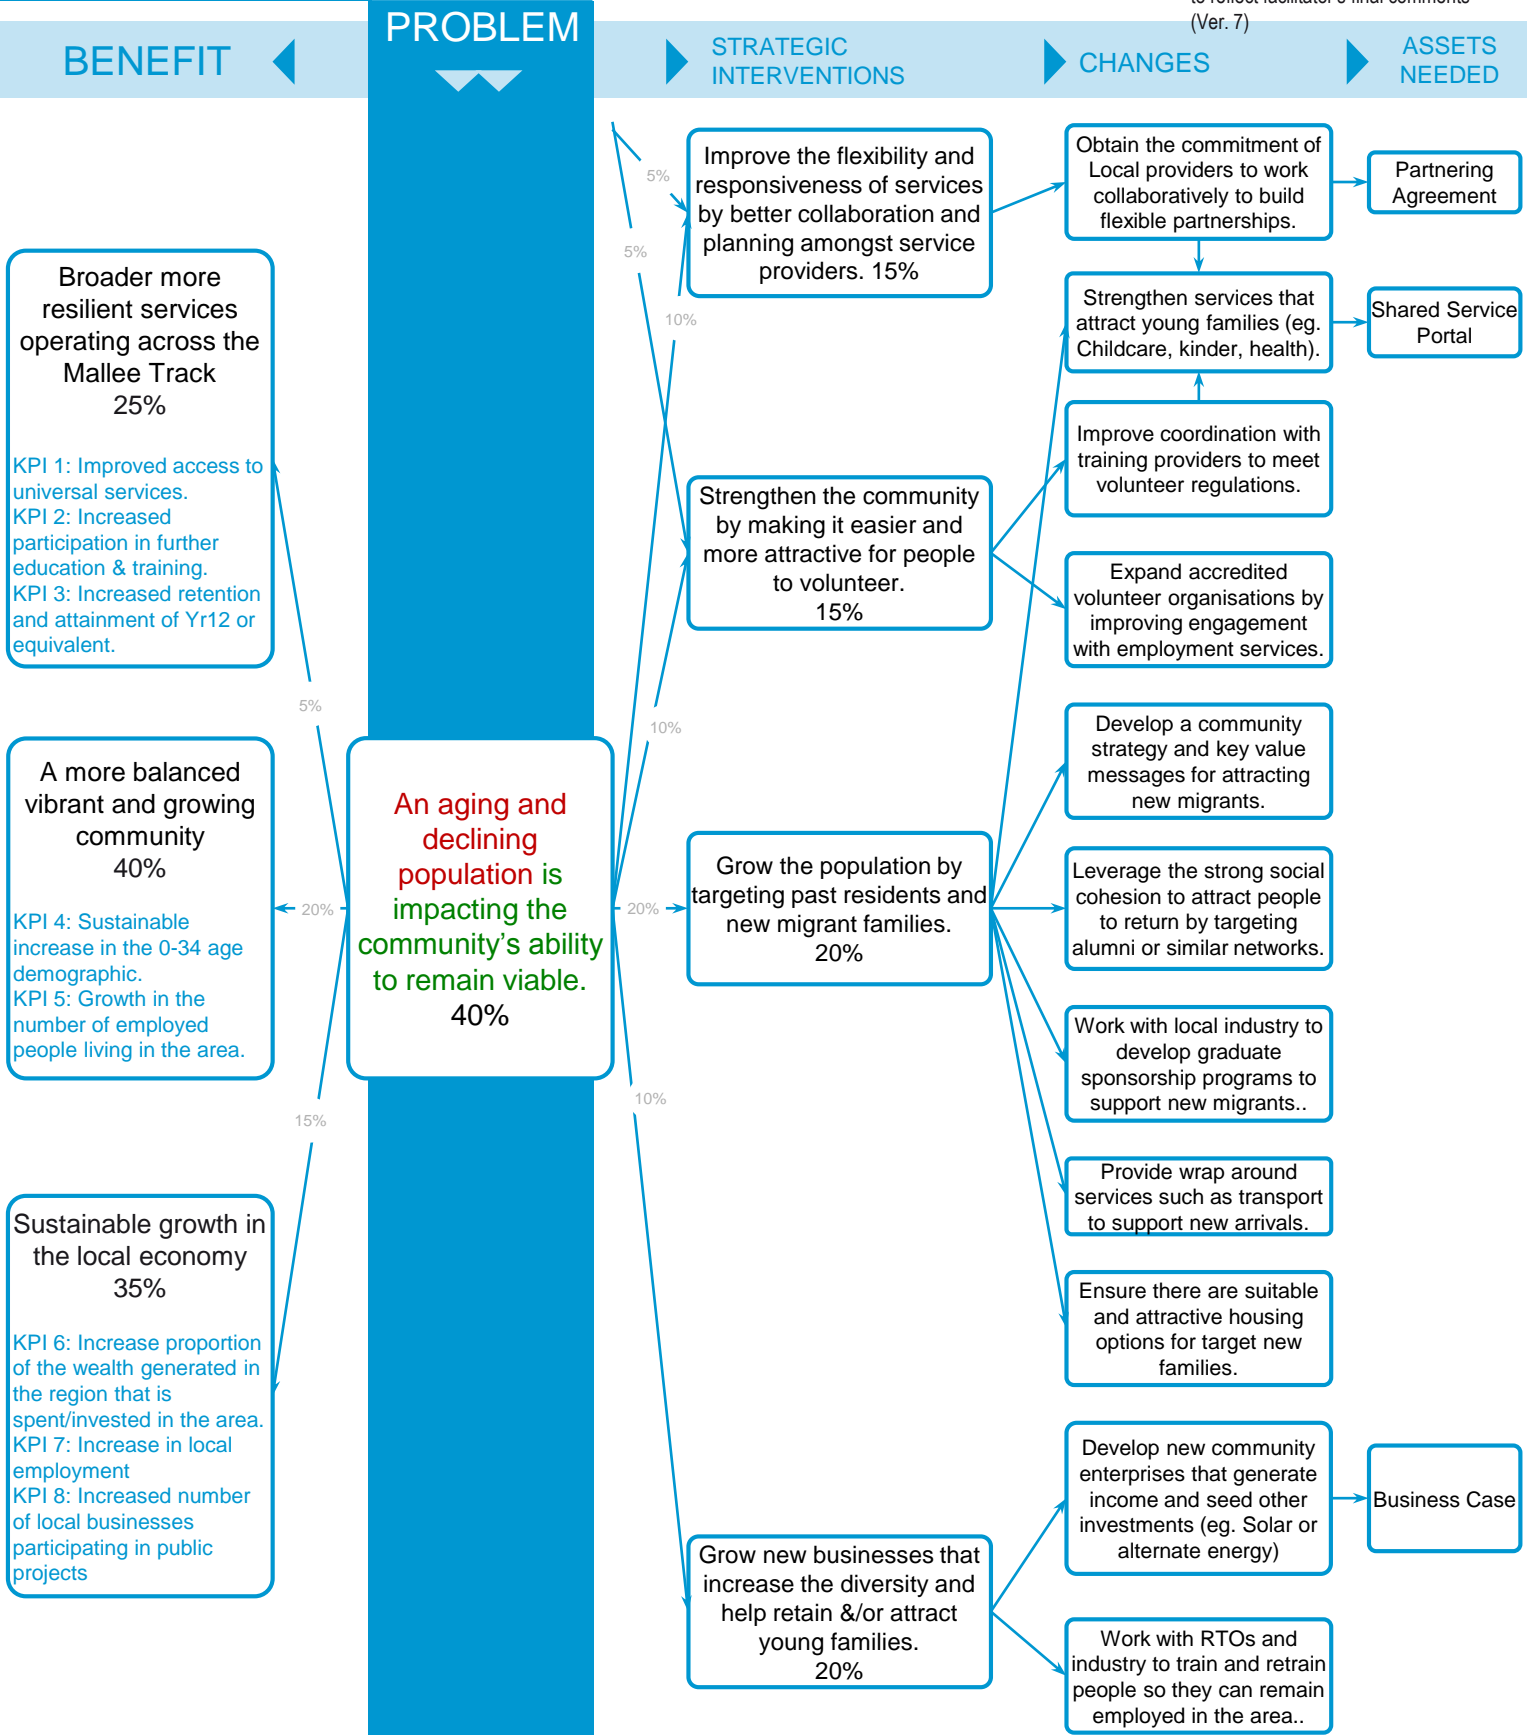 to reflect facilitator's final comments
(Ver. 7)
BENEFIT
PROBLEM
STRATEGIC
INTERVENTIONS
CHANGES
ASSETS
NEEDED
Broader more
resilient services
operating across the
Mallee Track
25%
KPI 1: Improved access to
universal services.
KPI 2: Increased
participation in further
education & training.
KPI 3: Increased retention
and attainment of Yr12 or
equivalent.
A more balanced
vibrant and growing
community
40%
KPI 4: Sustainable
increase in the 0-34 age
demographic.
KPI 5: Growth in the
number of employed
people living in the area.
Sustainable growth in
the local economy
35%
KPI 6: Increase proportion
of the wealth generated in
the region that is
spent/invested in the area.
KPI 7: Increase in local
employment
KPI 8: Increased number
of local businesses
participating in public
projects
5%
20%
15%
An aging and
declining
population is
impacting the
community's ability
to remain viable.
40%
5%
5%
10%
10%
20%
10%
Improve the flexibility and
responsiveness of services
by better collaboration and
planning amongst service
providers. 15%
Strengthen the community
by making it easier and
more attractive for people
to volunteer.
15%
Grow the population by
targeting past residents and
new migrant families.
20%
Grow new businesses that
increase the diversity and
help retain &/or attract
young families.
20%
Obtain the commitment of
Local providers to work
collaboratively to build
flexible partnerships.
Strengthen services that
attract young families (eg.
Childcare, kinder, health).
Improve coordination with
training providers to meet
volunteer regulations.
Expand accredited
volunteer organisations by
improving engagement
with employment services.
Develop a community
strategy and key value
messages for attracting
new migrants.
Leverage the strong social
cohesion to attract people
to return by targeting
alumni or similar networks.
Work with local industry to
develop graduate
sponsorship programs to
support new migrants..
Provide wrap around
services such as transport
to support new arrivals.
Ensure there are suitable
and attractive housing
options for target new
families.
Develop new community
enterprises that generate
income and seed other
investments (eg. Solar or
alternate energy)
Work with RTOs and
industry to train and retrain
people so they can remain
employed in the area..
Partnering
Agreement
Shared Service
Portal
Business Case